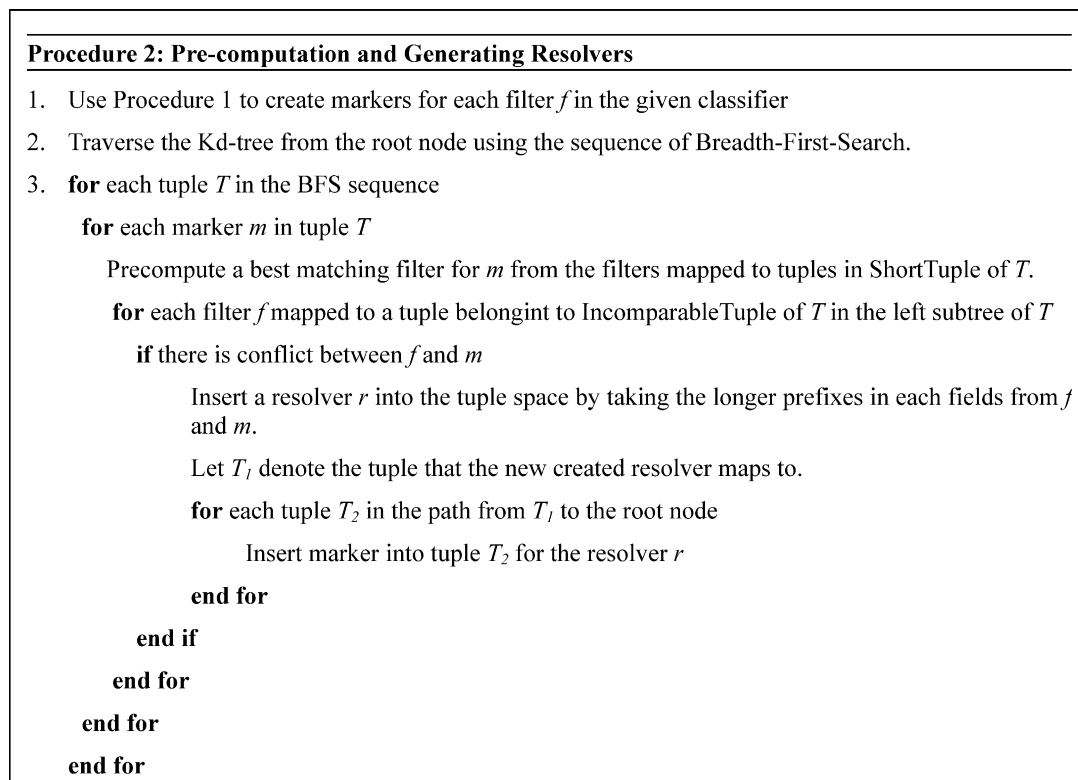 Procedure 2: Pre-computation and Generating Resolvers
1. Use Procedure 1 to create markers for each filter f in the given classifier
2. Traverse the Kd-tree from the root node using the sequence of Breadth-First-Search.
3. for each tuple T in the BFS sequence
for each marker m in tuple T
Precompute a best matching filter for m from the filters mapped to tuples in ShortTuple of T.
for each filter f mapped to a tuple belongint to IncomparableTuple of T in the left subtree of T
if there is conflict between f and m
Insert a resolver r into the tuple space by taking the longer prefixes in each fields from f
and m.
Let T1 denote the tuple that the new created resolver maps to.
for each tuple T2 in the path from T1 to the root node
Insert marker into tuple T2 for the resolver r
end for
end if
end for
end for
end for